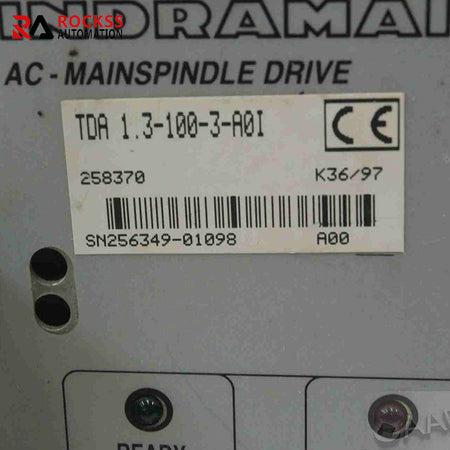 ROCKSS
AUTOMATION
INDRAMAT
AC - MAINSPINDLE DRIVE
TDA 1.3-100-3-A0I
CE
258370
K36/97
SN256349-01098
A00
READY